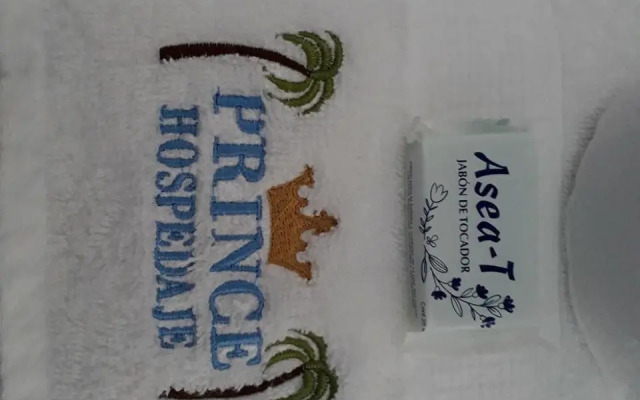 PRINCE
HOSPEDAJE
Asea-T
JABÓN DE TOCADOR